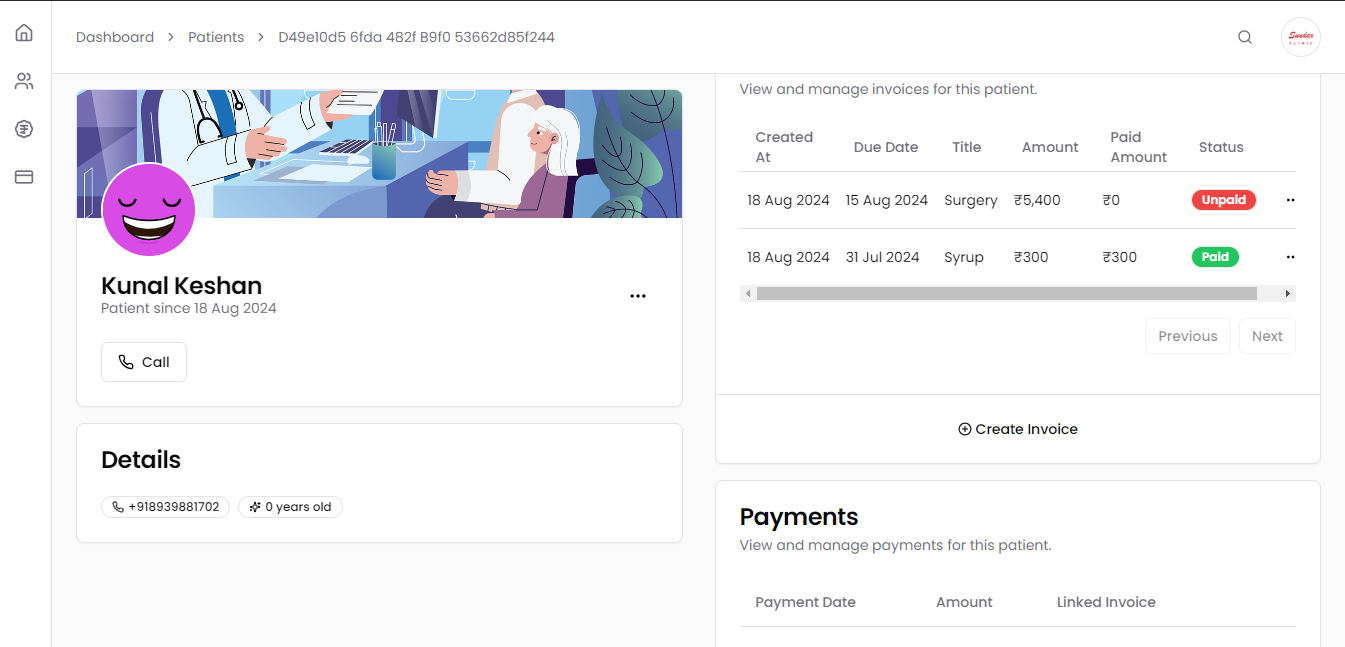 Dashboard > Patients > D49e10d5 6fda 482f B9f0 53662d85f244
Sundar
CLINIC
Kunal Keshan
Patient since 18 Aug 2024
Call
Details
+918939881702 0 years old
View and manage invoices for this patient.
Created At Due Date Title Amount Paid Amount Status
18 Aug 2024 15 Aug 2024 Surgery ₹5,400 ₹0 Unpaid
18 Aug 2024 31 Jul 2024 Syrup ₹300 ₹300 Paid
Previous Next
Create Invoice
Payments
View and manage payments for this patient.
Payment Date Amount Linked Invoice